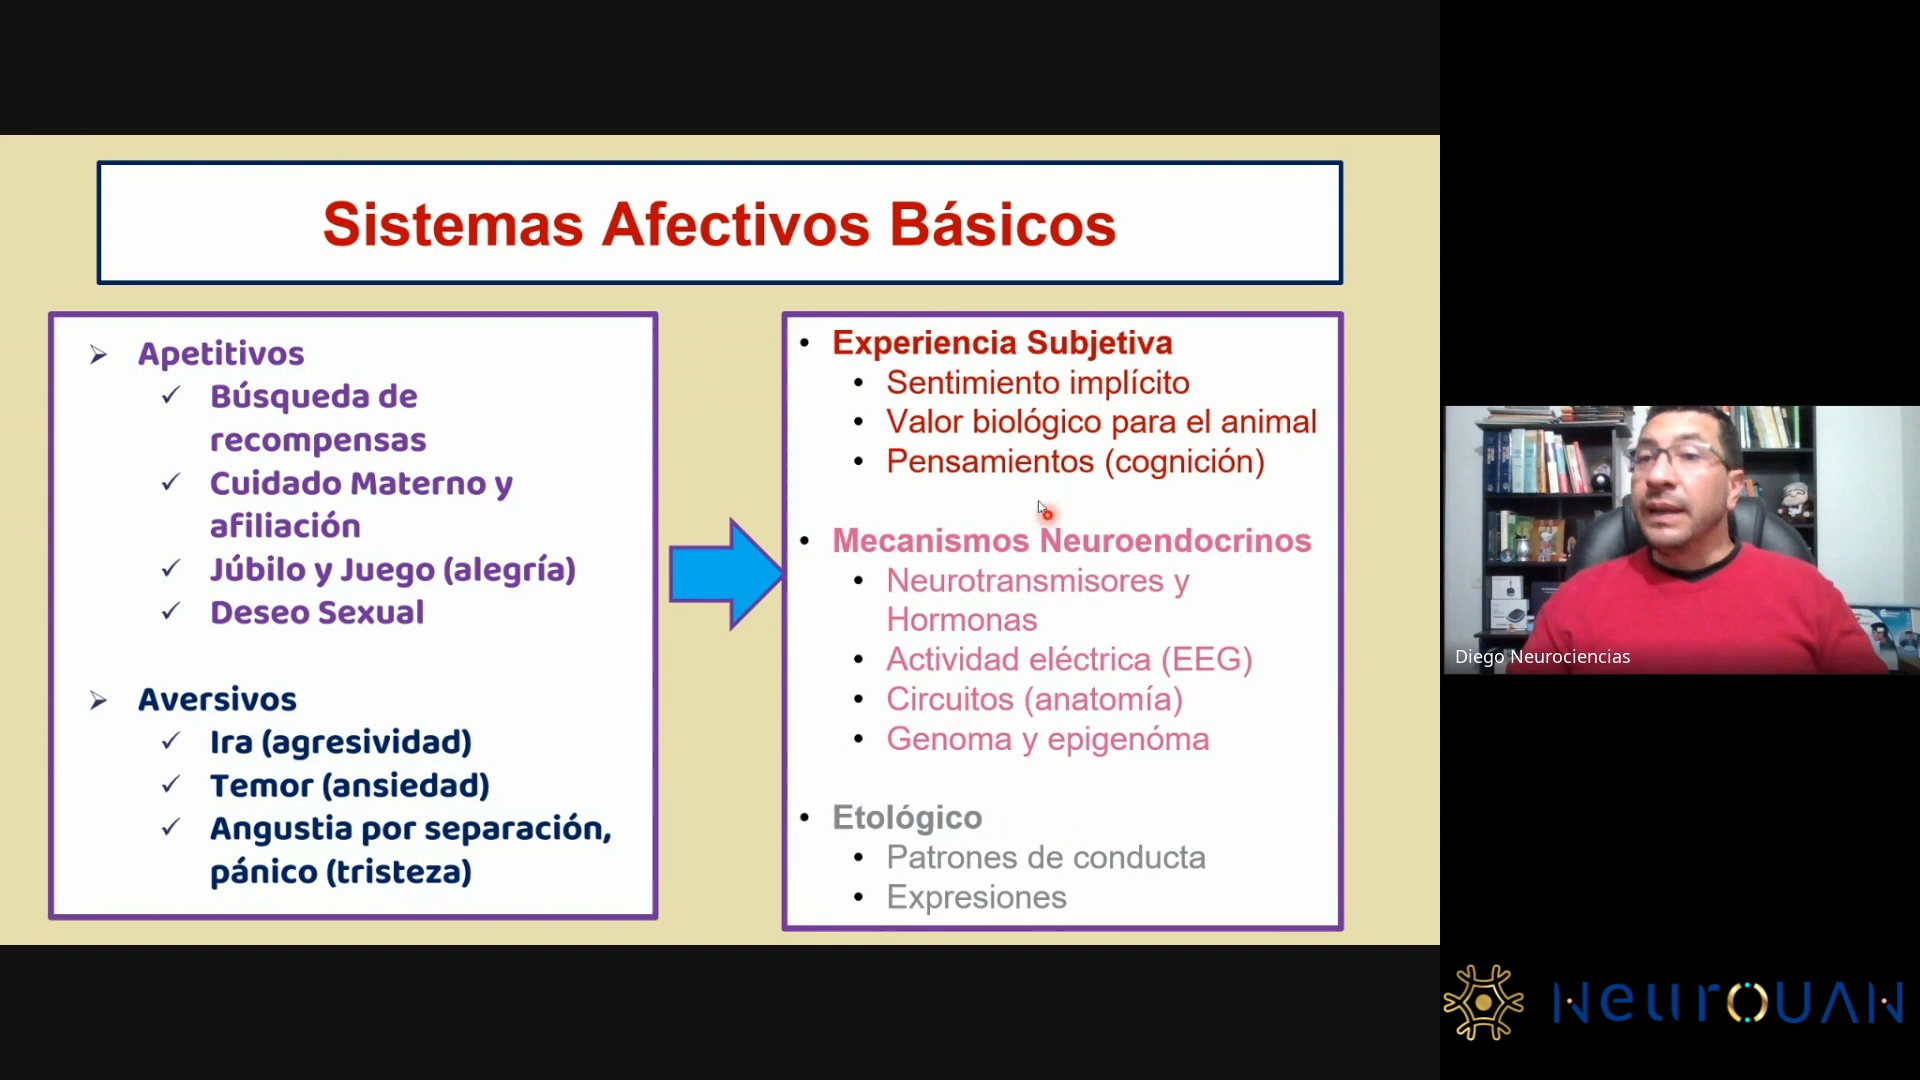 Sistemas Afectivos Básicos
Apetitivos
Búsqueda de
recompensas
Cuidado Materno y
afiliación
Júbilo y Juego (alegría)
Deseo Sexual
Aversivos
Ira (agresividad)
Temor (ansiedad)
Angustia por separación,
pánico (tristeza)
Experiencia Subjetiva
Sentimiento implícito
Valor biológico para el animal
Pensamientos (cognición)
Mecanismos Neuroendocrinos
Neurotransmisores y
Hormonas
Actividad eléctrica (EEG)
Circuitos (anatomía)
Genoma y epigenóma
Etológico
Patrones de conducta
Expresiones
Diego Neurociencias
NeurOUAN